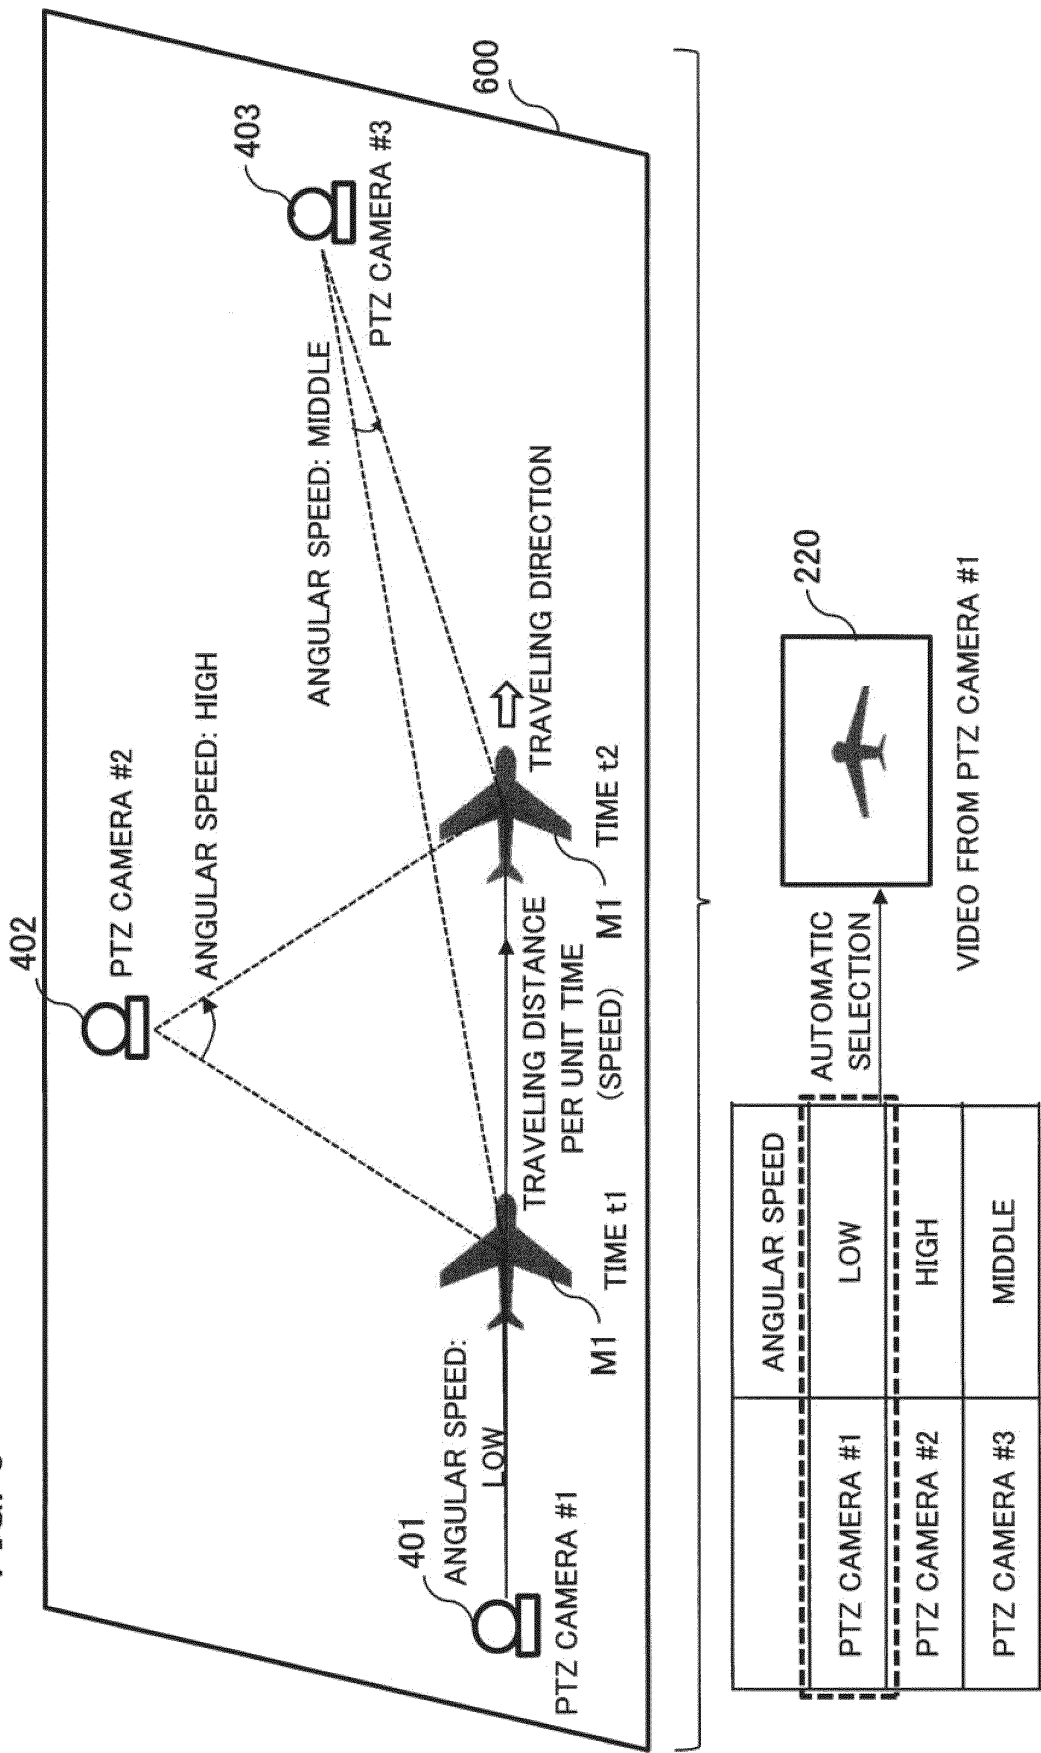 402
PTZ CAMERA #2
ANGULAR SPEED: HIGH
403
PTZ CAMERA #3
600
ANGULAR SPEED: MIDDLE
401
ANGULAR SPEED:
LOW
PTZ CAMERA #1
M1
TIME t1
TRAVELING DISTANCE
PER UNIT TIME
(SPEED)
M1
TIME t2
TRAVELING DIRECTION
ANGULAR SPEED
PTZ CAMERA #1 LOW
PTZ CAMERA #2 HIGH
PTZ CAMERA #3 MIDDLE
AUTOMATIC
SELECTION
220
VIDEO FROM PTZ CAMERA #1